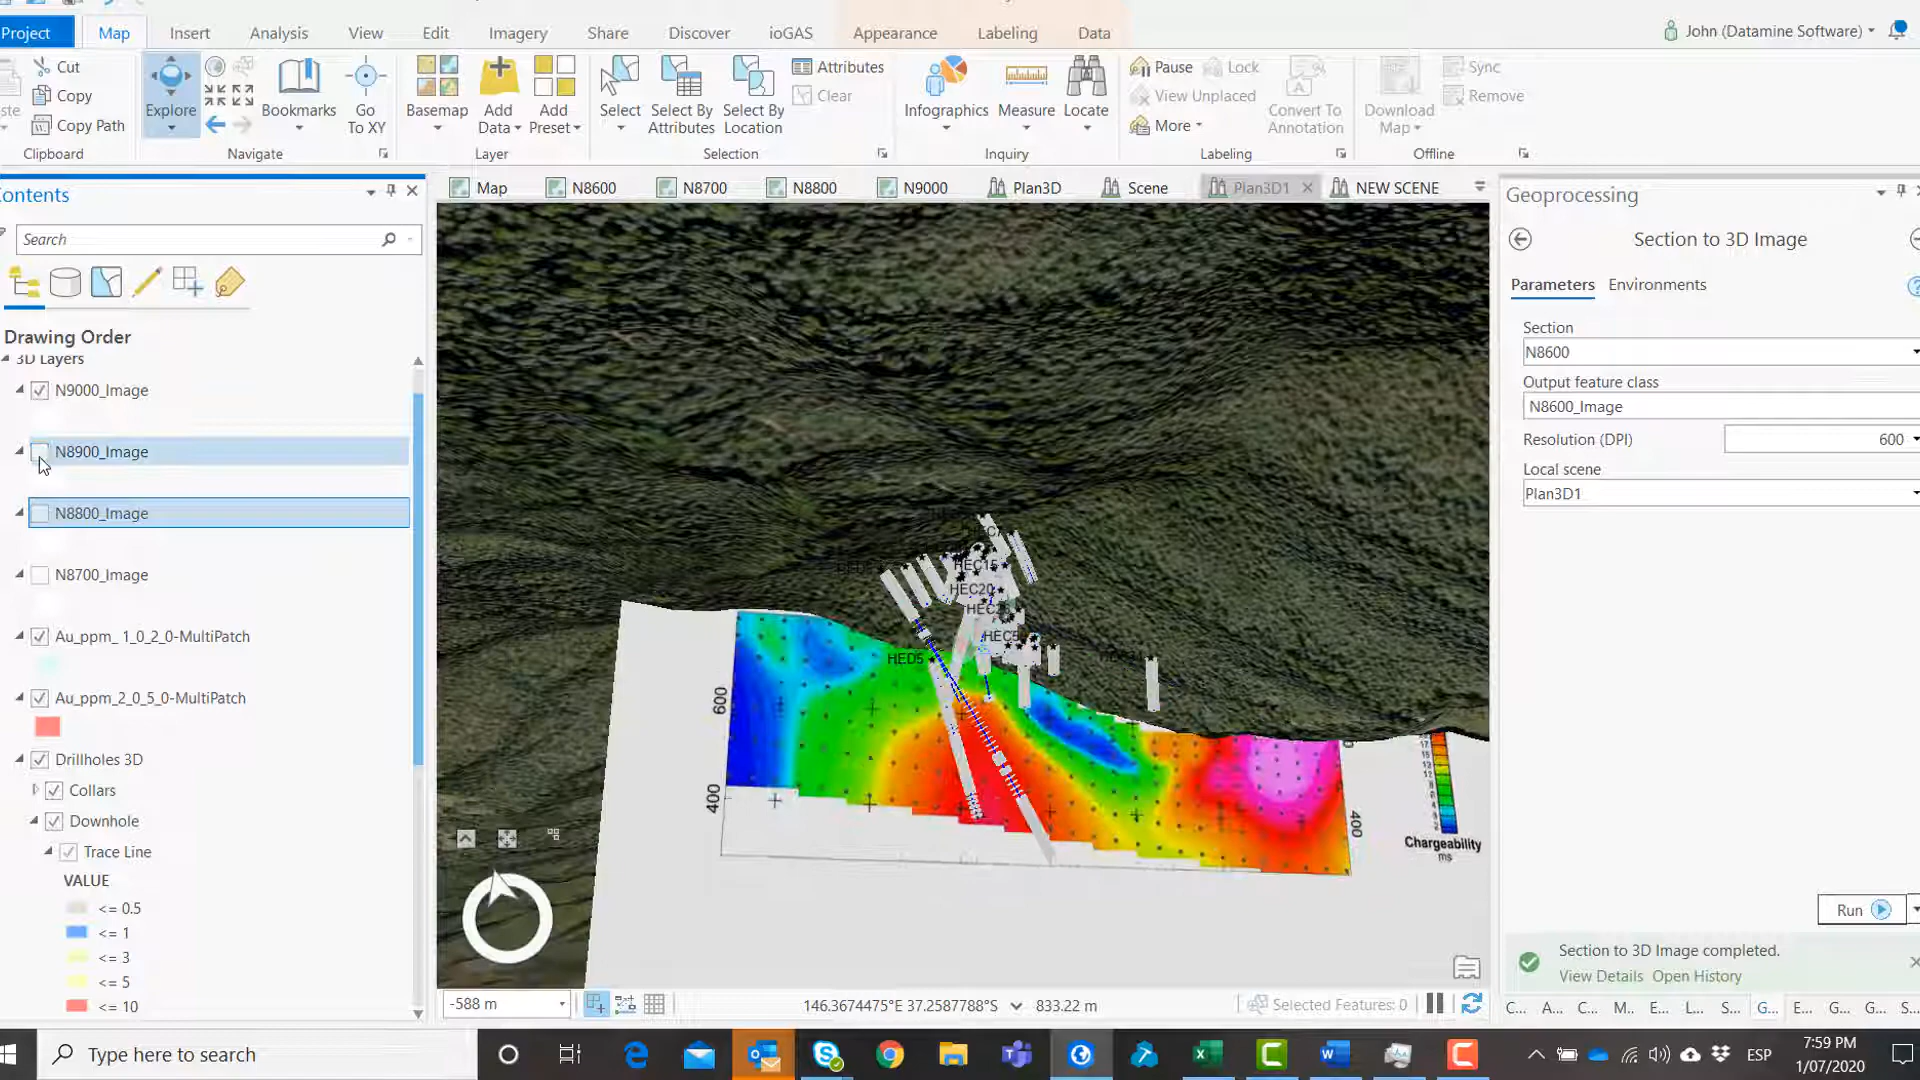 Project Map Insert Analysis View Edit Imagery Share Discover ioGAS Appearance Labeling Data John (Datamine Software)
Cut
Copy
Copy Path
Clipboard
Explore
Bookmarks
Go To XY
Navigate
Basemap
Add Data
Add Preset
Layer
Select
Select By Attributes
Select By Location
Attributes
Clear
Selection
Infographics
Measure
Locate
Inquiry
Pause Lock
View Unplaced
More
Convert To Annotation
Labeling
Download Map
Sync
Remove
Offline
Contents
Search
Drawing Order
3D Layers
N9000_Image
N8900_Image
N8800_Image
N8700_Image
Au_ppm_ 1_0_2_0-MultiPatch
Au_ppm_2_0_5_0-MultiPatch
Drillholes 3D
Collars
Downhole
Trace Line
VALUE
<= 0.5
<= 1
<= 3
<= 5
<= 10
Map N8600 N8700 N8800 N9000 Plan3D Scene Plan3D1 NEW SCENE
HEC15
HEC20
HED5
600
400
400
Chargeability
ms
-588 m
146.3674475°E 37.2587788°S
833.22 m
Selected Features: 0
Geoprocessing
Section to 3D Image
Parameters Environments
Section
N8600
Output feature class
N8600_Image
Resolution (DPI) 600
Local scene
Plan3D1
Run
Section to 3D Image completed.
View Details Open History
C... A... C... M... E... L... S... G... E... G... G... S...
Type here to search
ESP
7:59 PM
1/07/2020